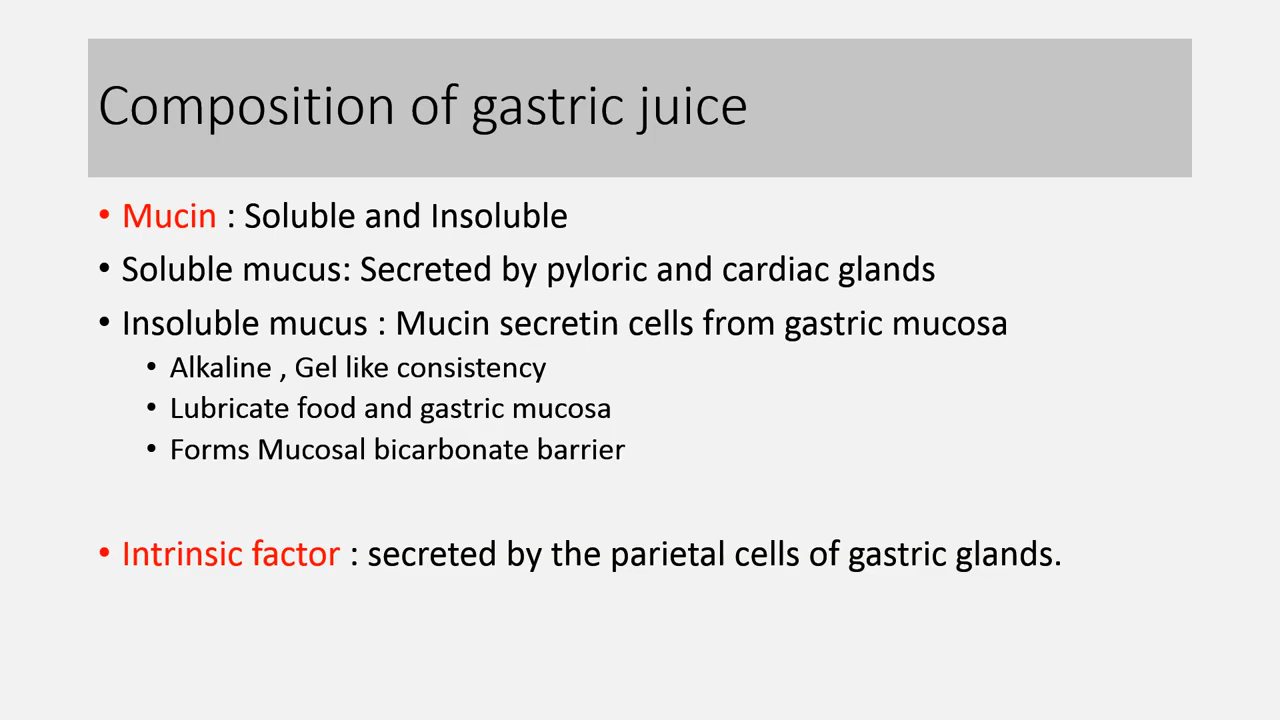 Composition of gastric juice
• Mucin : Soluble and Insoluble
• Soluble mucus: Secreted by pyloric and cardiac glands
• Insoluble mucus : Mucin secretin cells from gastric mucosa
• Alkaline , Gel like consistency
• Lubricate food and gastric mucosa
• Forms Mucosal bicarbonate barrier
• Intrinsic factor : secreted by the parietal cells of gastric glands.